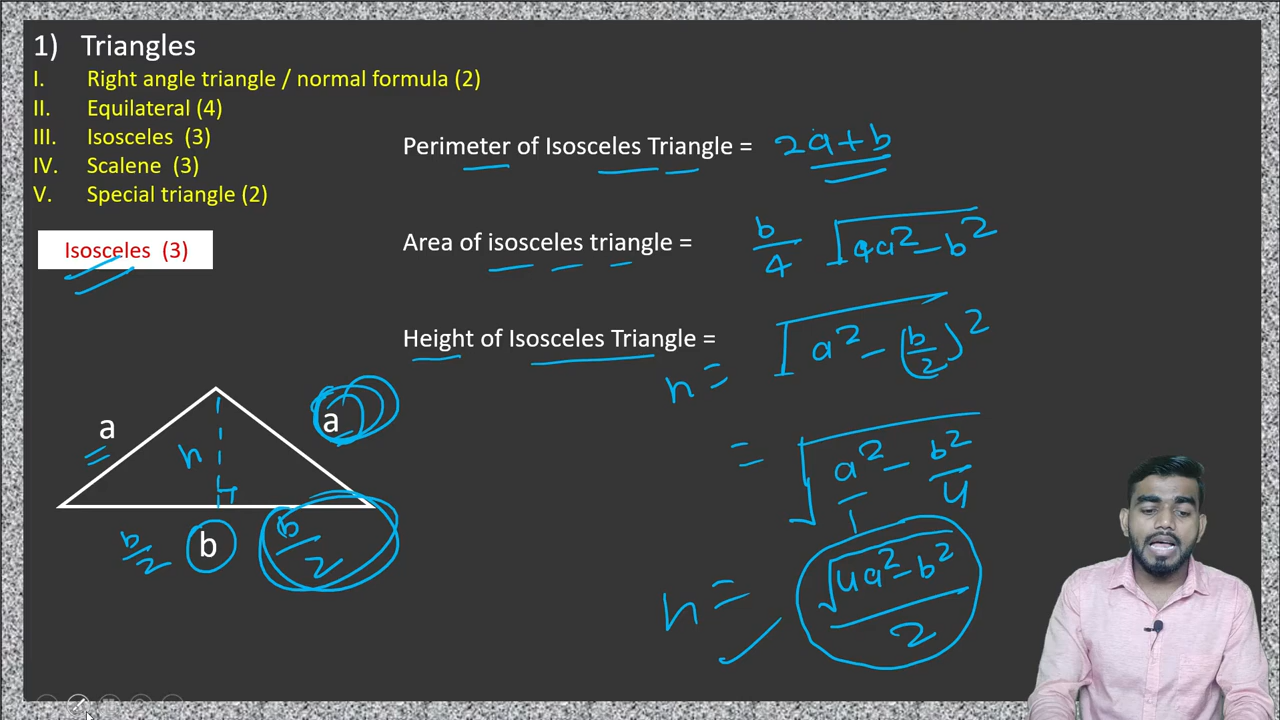 1) Triangles
I. Right angle triangle / normal formula (2)
II. Equilateral (4)
III. Isosceles (3)
IV. Scalene (3)
V. Special triangle (2)
Isosceles (3)
Perimeter of Isosceles Triangle = 2a+b
Area of isosceles triangle = b/4 √4a²-b²
Height of Isosceles Triangle =
h = √a²-(b/2)²
= √a²/1 - b²/4
h = √4a²-b²/2
a
a
h
b/2
b
b/2